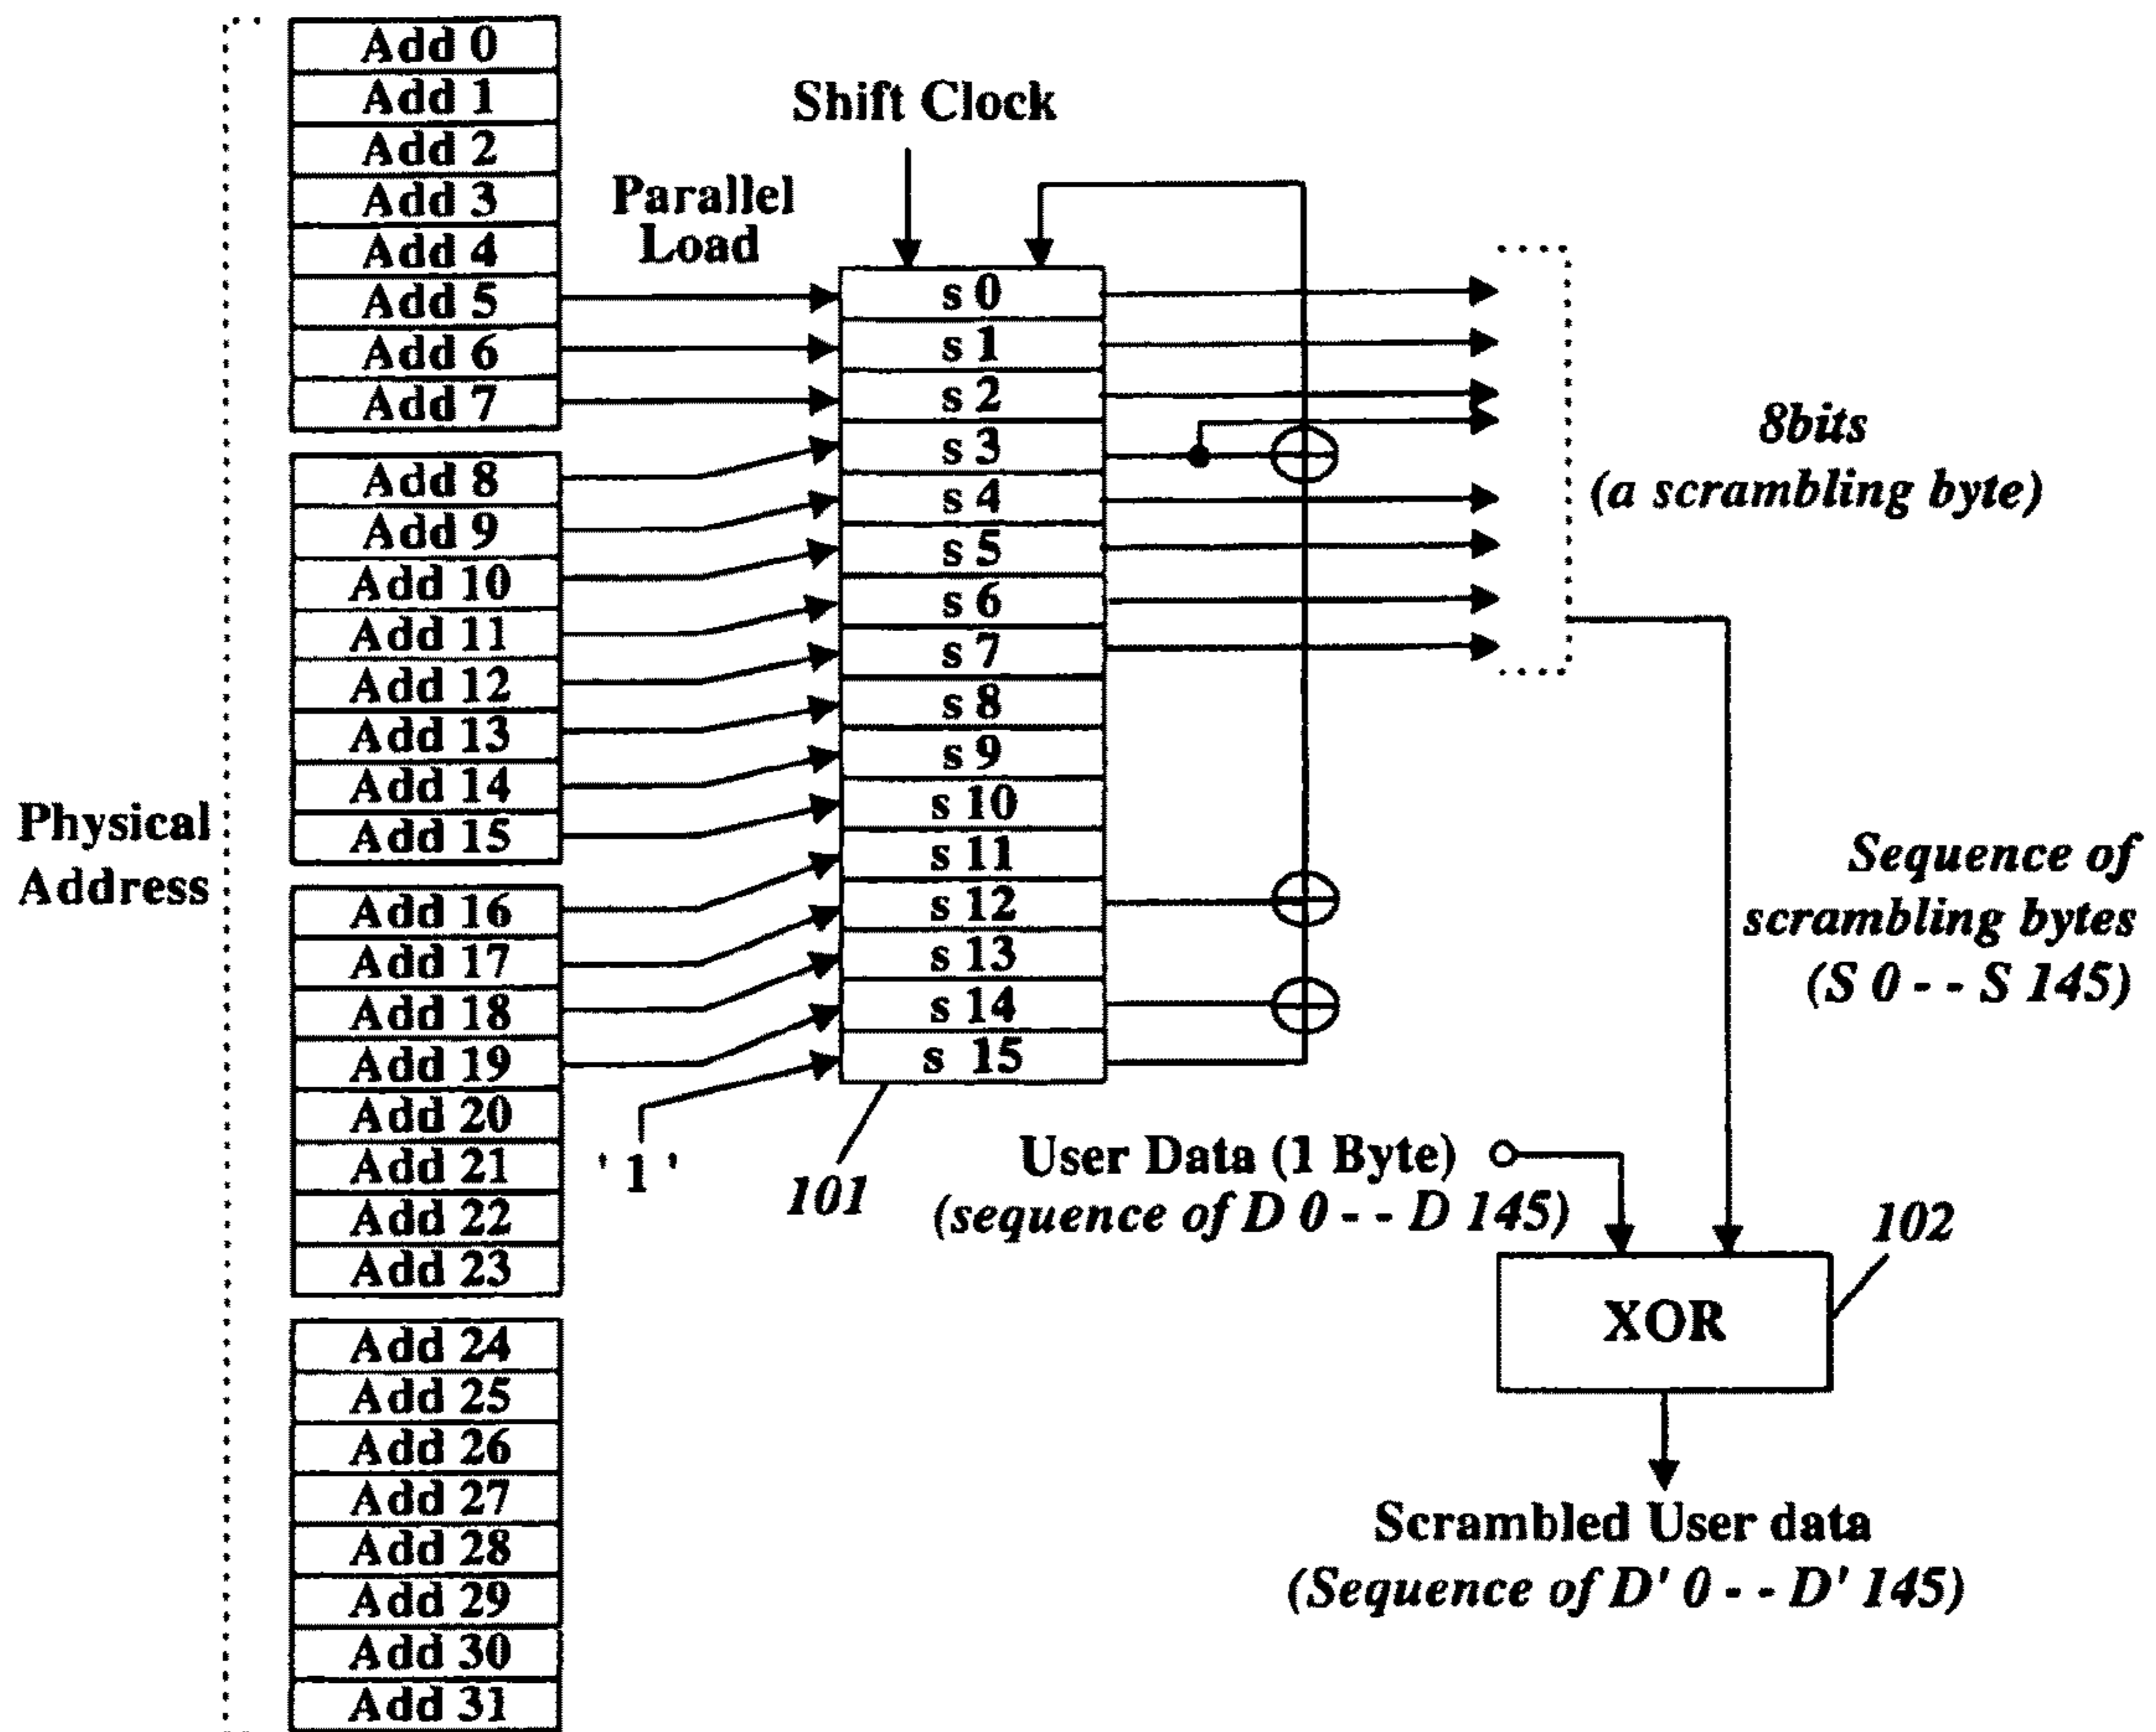 Add 0
Add 1
Add 2
Add 3
Add 4
Add 5
Add 6
Add 7
Add 8
Add 9
Add 10
Add 11
Add 12
Add 13
Add 14
Add 15
Add 16
Add 17
Add 18
Add 19
Add 20
Add 21
Add 22
Add 23
Add 24
Add 25
Add 26
Add 27
Add 28
Add 29
Add 30
Add 31
Physical
Address
Parallel
Load
Shift Clock
s 0
s 1
s 2
s 3
s 4
s 5
s 6
s 7
s 8
s 9
s 10
s 11
s 12
s 13
s 14
s 15
' 1 '
101
8bits
(a scrambling byte)
Sequence of
scrambling bytes
(S 0 - - S 145)
User Data (1 Byte)
(sequence of D 0 - - D 145)
102
XOR
Scrambled User data
(Sequence of D' 0 - - D' 145)